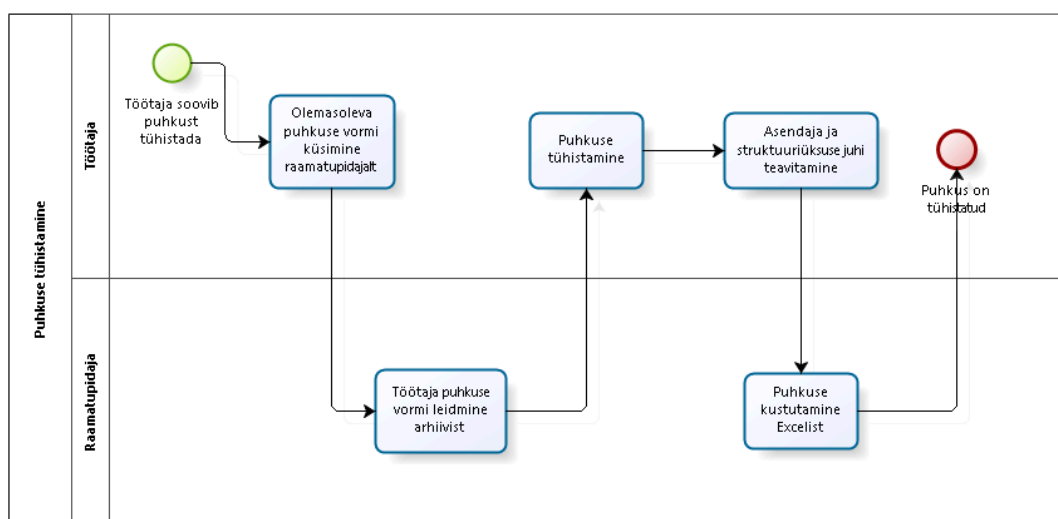 Puhkuse tühistamine
Töötaja
Töötaja soovib
puhkust
tühistada
Olemasoleva
puhkuse vormi
küsimine
raamatupidajalt
Puhkuse
tühistamine
Asendaja ja
struktuuriüksuse juhi
teavitamine
Puhkus on
tühistatud
Raamatupidaja
Töötaja puhkuse
vormi leidmine
arhiivist
Puhkuse
kustutamine
Excelist